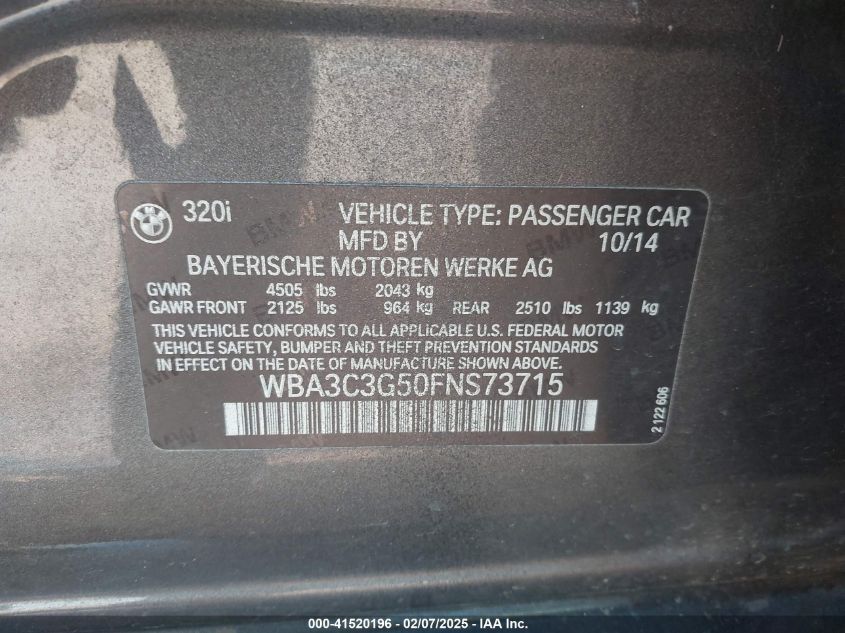 320i VEHICLE TYPE: PASSENGER CAR
MFD BY 10/14
BAYERISCHE MOTOREN WERKE AG
GVWR 4505 lbs 2043 kg
GAWR FRONT 2125 lbs 964 kg REAR 2510 lbs 1139 kg
THIS VEHICLE CONFORMS TO ALL APPLICABLE U.S. FEDERAL MOTOR
VEHICLE SAFETY, BUMPER AND THEFT PREVENTION STANDARDS
IN EFFECT ON THE DATE OF MANUFACTURE SHOWN ABOVE.
WBA3C3G50FNS73715
2 122 606
000-41520196 - 02/07/2025 - IAA Inc.